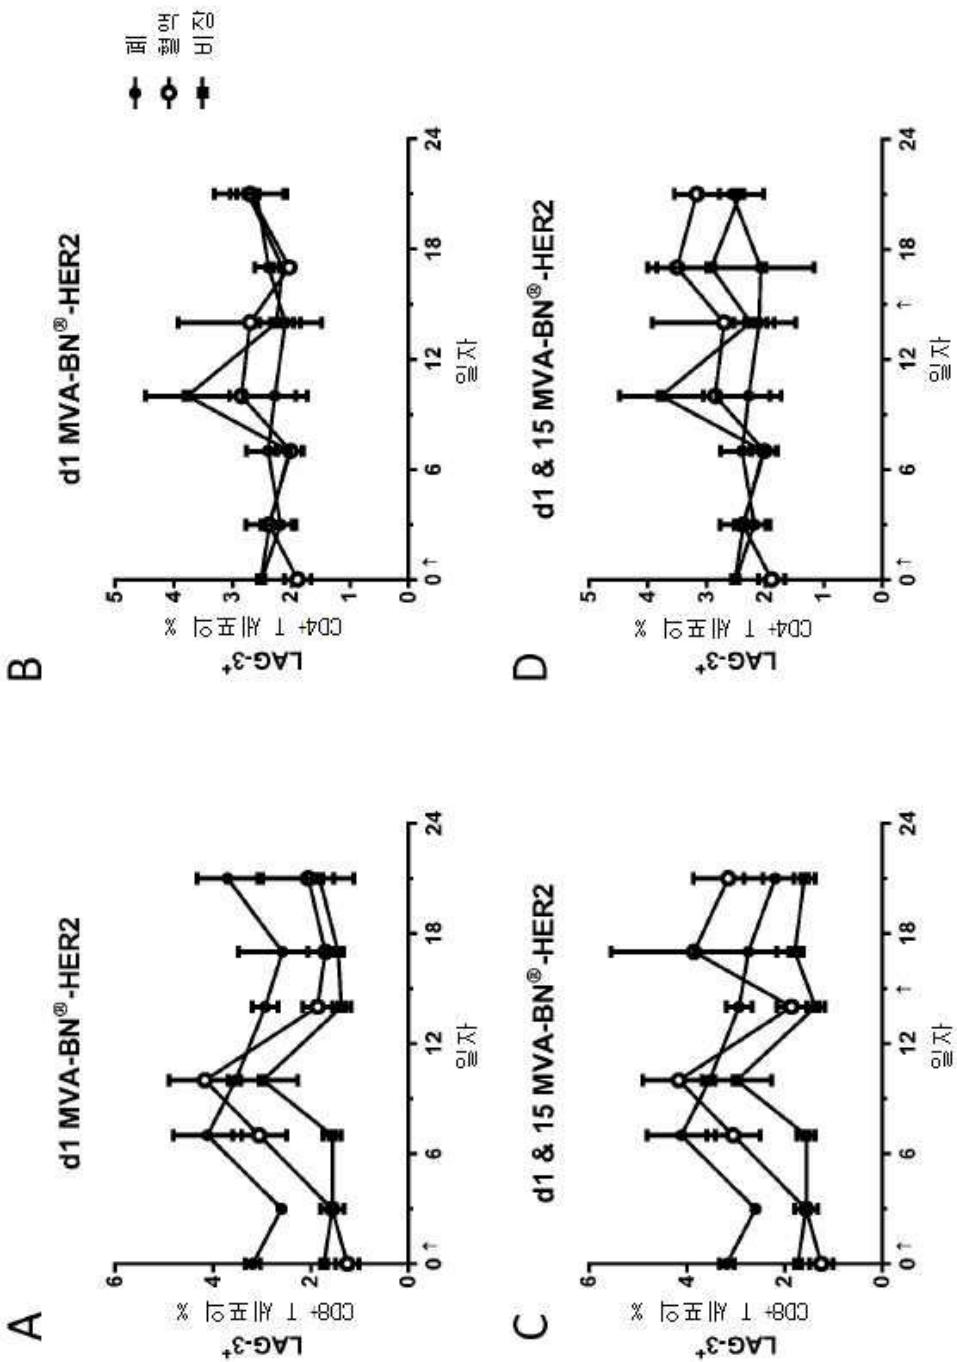 A
d1 MVA-BN®-HER2
LAG-3+
CD8+ T 세포의 %
6
4
2
0
0 ↑ 6 12 18 24
일자
B
d1 MVA-BN®-HER2
폐
혈액
비장
LAG-3+
CD4+ T 세포의 %
5
4
3
2
1
0
0 ↑ 6 12 18 24
일자
C
d1 & 15 MVA-BN®-HER2
LAG-3+
CD8+ T 세포의 %
6
4
2
0
0 ↑ 6 12 ↑ 18 24
일자
D
d1 & 15 MVA-BN®-HER2
LAG-3+
CD4+ T 세포의 %
5
4
3
2
1
0
0 ↑ 6 12 ↑ 18 24
일자